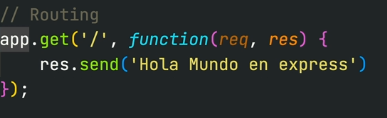 // Routing
app.get('/', function(req, res) {
    res.send('Hola Mundo en express')
});